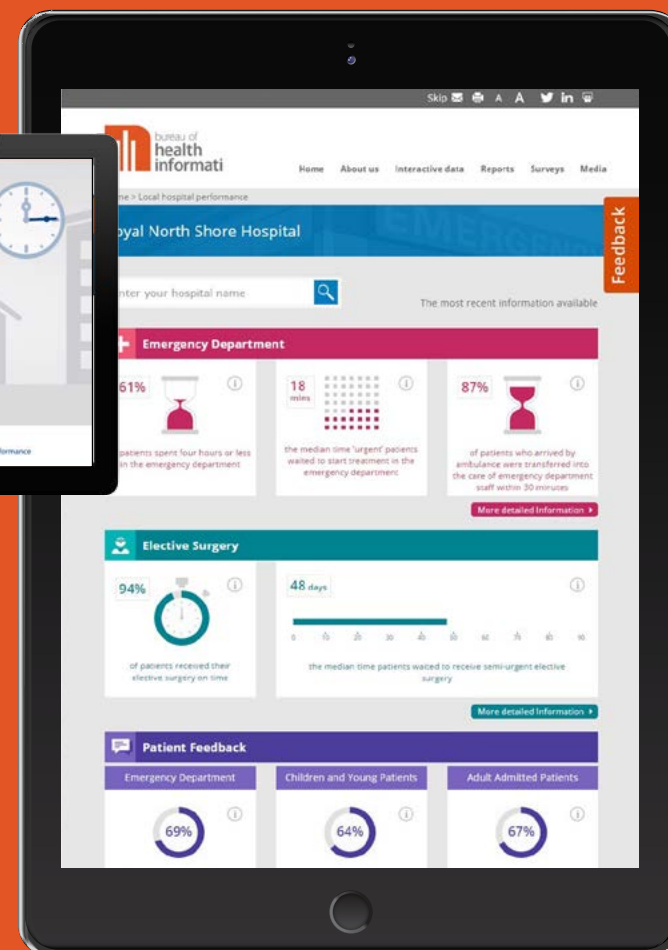 Skip A A in
bureau of
health
informati
Home About us Interactive data Reports Surveys Media
me > Local hospital performance
Feedback
oyal North Shore Hospital
EMERGENCY
nter your hospital name
The most recent information available
Emergency Department
61%
patients spent four hours or less
in the emergency department
18
mins
the median time 'urgent' patients
waited to start treatment in the
emergency department
87%
of patients who arrived by
ambulance were transferred into
the care of emergency department
staff within 30 minutes
More detailed Information
Elective Surgery
94%
of patients received their
elective surgery on time
48 days
0 10 20 30 40 50 60 70 80 90
the median time patients waited to receive semi-urgent elective
surgery
More detailed Information
Patient Feedback
Emergency Department
69%
Children and Young Patients
64%
Adult Admitted Patients
67%
formance